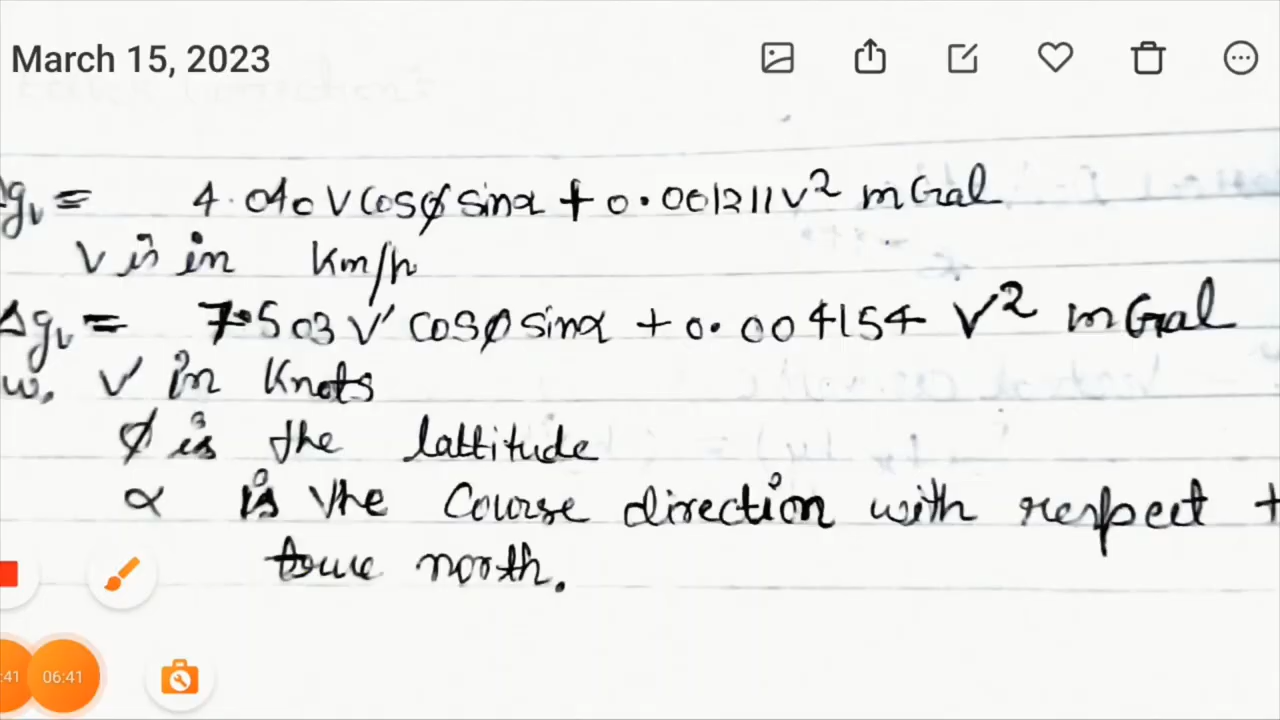 March 15, 2023
Δg_v = 4.040 V cosϕ sinα + 0.001211 V² mGal
V is in Km/h
Δg_v = 7.503 V' cosϕ sinα + 0.004154 V² mGal
w, V' in Knots
ϕ is the lattitude
α is the Course direction with respect t
true north.
:41 06:41